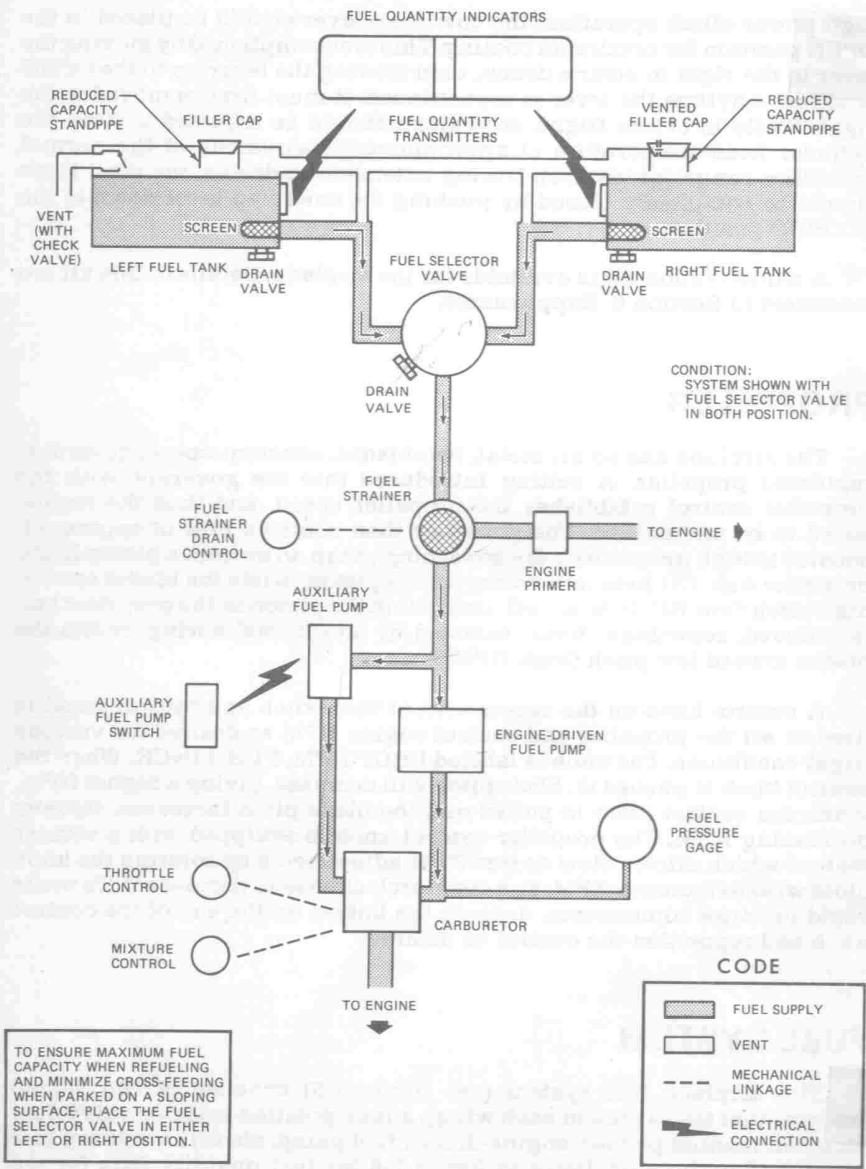 FUEL QUANTITY INDICATORS
REDUCED
CAPACITY
STANDPIPE
FILLER CAP
FUEL QUANTITY
TRANSMITTERS
VENTED
FILLER CAP
REDUCED
CAPACITY
STANDPIPE
VENT
(WITH
CHECK
VALVE)
SCREEN
LEFT FUEL TANK
DRAIN
VALVE
FUEL SELECTOR
VALVE
SCREEN
DRAIN
VALVE
RIGHT FUEL TANK
DRAIN
VALVE
CONDITION:
SYSTEM SHOWN WITH
FUEL SELECTOR VALVE
IN BOTH POSITION.
FUEL
STRAINER
FUEL
STRAINER
DRAIN
CONTROL
TO ENGINE
ENGINE
PRIMER
AUXILIARY
FUEL PUMP
AUXILIARY
FUEL PUMP
SWITCH
ENGINE-DRIVEN
FUEL PUMP
FUEL
PRESSURE
GAGE
THROTTLE
CONTROL
MIXTURE
CONTROL
CARBURETOR
TO ENGINE
CODE
FUEL SUPPLY
VENT
MECHANICAL
LINKAGE
ELECTRICAL
CONNECTION
TO ENSURE MAXIMUM FUEL
CAPACITY WHEN REFUELING
AND MINIMIZE CROSS-FEEDING
WHEN PARKED ON A SLOPING
SURFACE, PLACE THE FUEL
SELECTOR VALVE IN EITHER
LEFT OR RIGHT POSITION.